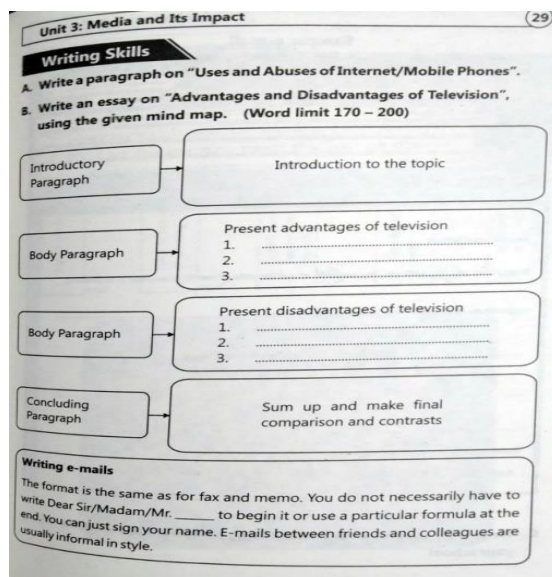 Unit 3: Media and Its Impact
29
Writing Skills
A. Write a paragraph on “Uses and Abuses of Internet/Mobile Phones”.
B. Write an essay on “Advantages and Disadvantages of Television”,
using the given mind map. (Word limit 170 – 200)
Introductory
Paragraph
Introduction to the topic
Body Paragraph
Present advantages of television
1. ..........................................................
2. ..........................................................
3. ..........................................................
Body Paragraph
Present disadvantages of television
1. ..........................................................
2. ..........................................................
3. ..........................................................
Concluding
Paragraph
Sum up and make final
comparison and contrasts
Writing e-mails
The format is the same as for fax and memo. You do not necessarily have to
write Dear Sir/Madam/Mr. ______ to begin it or use a particular formula at the
end. You can just sign your name. E-mails between friends and colleagues are
usually informal in style.